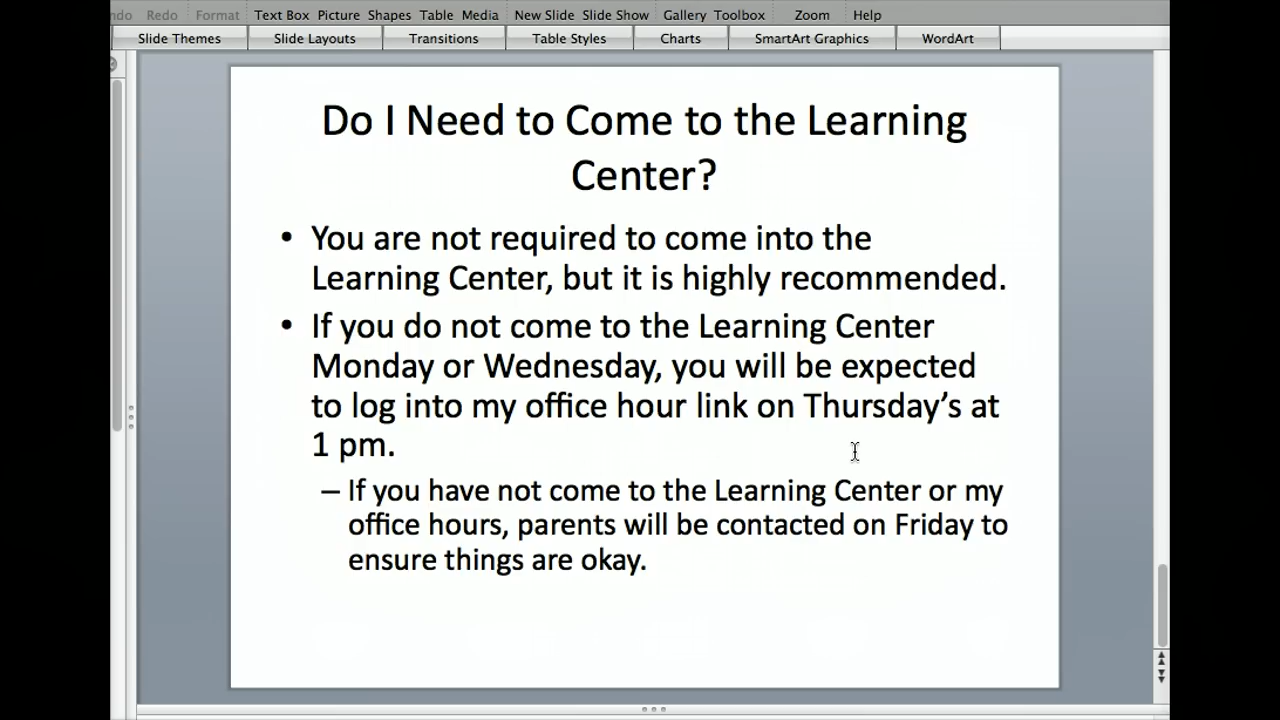 Redo Format Text Box Picture Shapes Table Media New Slide Slide Show Gallery Toolbox Zoom Help
Slide Themes Slide Layouts Transitions Table Styles Charts SmartArt Graphics WordArt
Do I Need to Come to the Learning
Center?
• You are not required to come into the
Learning Center, but it is highly recommended.
• If you do not come to the Learning Center
Monday or Wednesday, you will be expected
to log into my office hour link on Thursday’s at
1 pm.
– If you have not come to the Learning Center or my
office hours, parents will be contacted on Friday to
ensure things are okay.